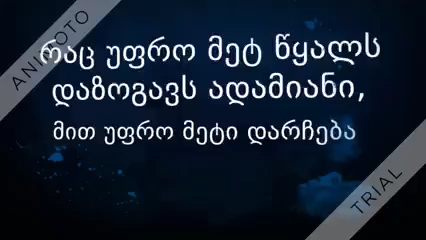 რაც უფრო მეტ წყალს
დაზოგავს ადამიანი,
მით უფრო მეტი დარჩება
ANIMOTO
TRIAL